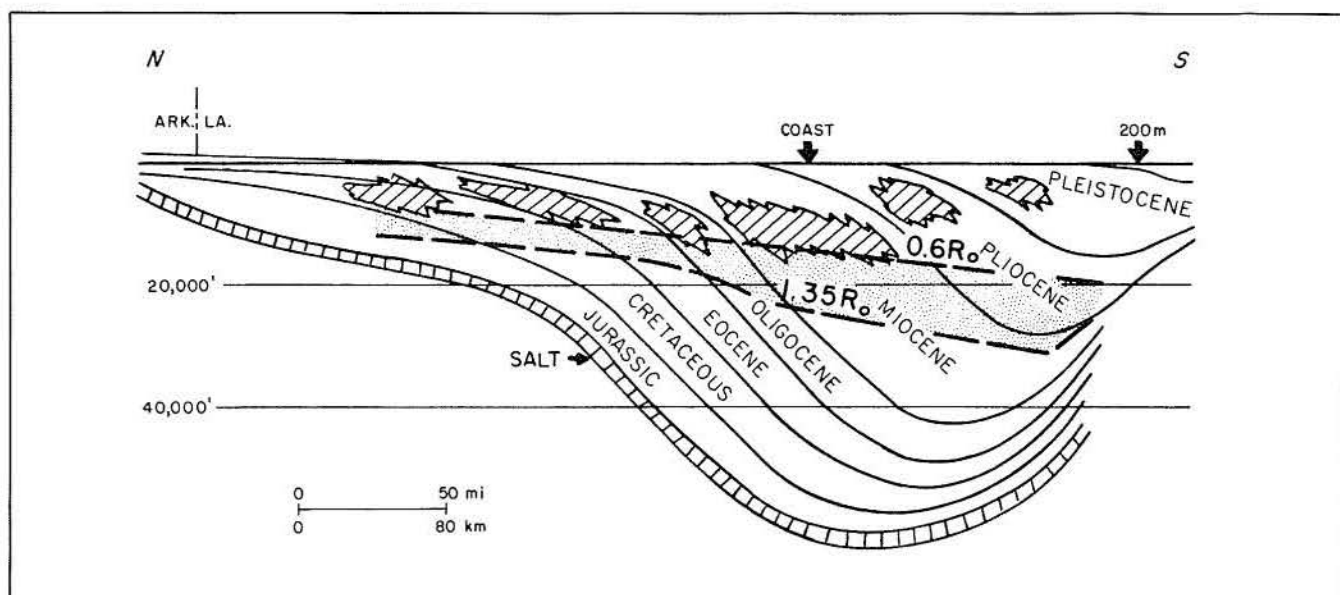 N
S
ARK. LA.
COAST
200m
PLEISTOCENE
0.6Ro
PLIOCENE
20,000'
1.35Ro
MIOCENE
OLIGOCENE
EOCENE
CRETACEOUS
JURASSIC
SALT
40,000'
0 50 mi
0 80 km